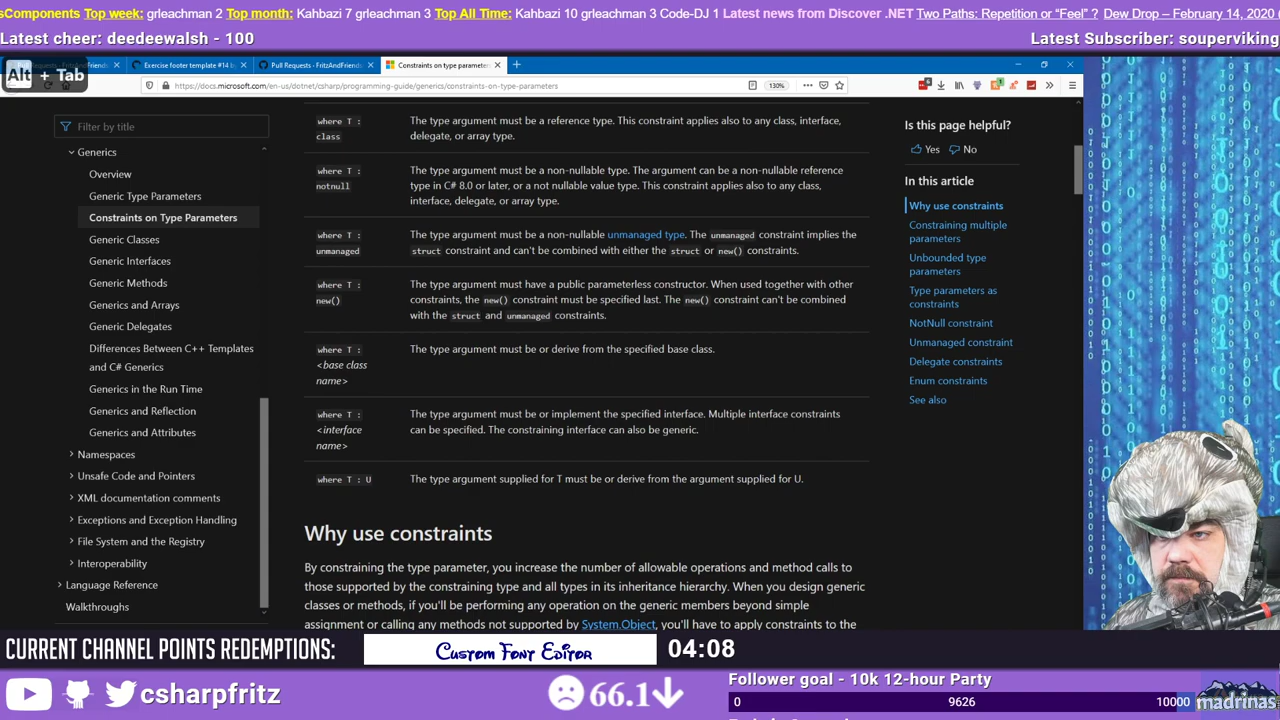 sComponents Top week: grleachman 2 Top month: Kahbazi 7 grleachman 3 Top All Time: Kahbazi 10 grleachman 3 Code-DJ 1 Latest news from Discover .NET Two Paths: Repetition or “Feel” ? Dew Drop – February 14, 2020
Latest cheer: deedeewalsh - 100
Latest Subscriber: souperviking
Alt + Tab
Pull Requests - FritzAndFriends
Exercise footer template #14 b
Pull Requests - FritzAndFriends
Constraints on type parameters
https://docs.microsoft.com/en-us/dotnet/csharp/programming-guide/generics/constraints-on-type-parameters
130%
Filter by title
Generics
Overview
Generic Type Parameters
Constraints on Type Parameters
Generic Classes
Generic Interfaces
Generic Methods
Generics and Arrays
Generic Delegates
Differences Between C++ Templates
and C# Generics
Generics in the Run Time
Generics and Reflection
Generics and Attributes
Namespaces
Unsafe Code and Pointers
XML documentation comments
Exceptions and Exception Handling
File System and the Registry
Interoperability
Language Reference
Walkthroughs
where T :
class
The type argument must be a reference type. This constraint applies also to any class, interface,
delegate, or array type.
where T :
notnull
The type argument must be a non-nullable type. The argument can be a non-nullable reference
type in C# 8.0 or later, or a not nullable value type. This constraint applies also to any class,
interface, delegate, or array type.
where T :
unmanaged
The type argument must be a non-nullable unmanaged type. The unmanaged constraint implies the
struct constraint and can't be combined with either the struct or new() constraints.
where T :
new()
The type argument must have a public parameterless constructor. When used together with other
constraints, the new() constraint must be specified last. The new() constraint can't be combined
with the struct and unmanaged constraints.
where T :
<base class
name>
The type argument must be or derive from the specified base class.
where T :
<interface
name>
The type argument must be or implement the specified interface. Multiple interface constraints
can be specified. The constraining interface can also be generic.
where T : U
The type argument supplied for T must be or derive from the argument supplied for U.
Why use constraints
By constraining the type parameter, you increase the number of allowable operations and method calls to
those supported by the constraining type and all types in its inheritance hierarchy. When you design generic
classes or methods, if you'll be performing any operation on the generic members beyond simple
assignment or calling any methods not supported by System.Object, you'll have to apply constraints to the
Is this page helpful?
Yes
No
In this article
Why use constraints
Constraining multiple
parameters
Unbounded type
parameters
Type parameters as
constraints
NotNull constraint
Unmanaged constraint
Delegate constraints
Enum constraints
See also
CURRENT CHANNEL POINTS REDEMPTIONS:
Custom Font Editor
04:08
csharpfritz
66.1
Follower goal - 10k 12-hour Party
0
9626
10000
madrinas